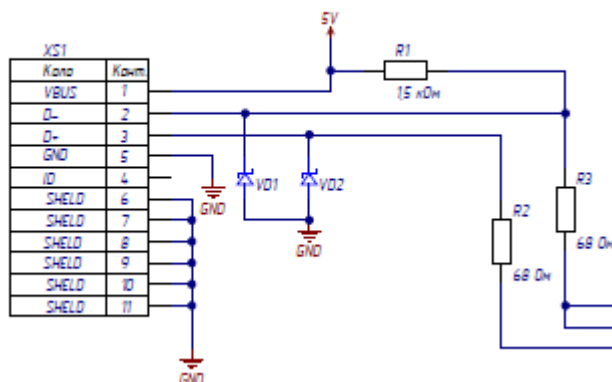 5V
XS1
R1
Коло Конт.
VBUS 1
1,5 кОм
D- 2
D+ 3
GND 5
ID 4
VD1
VD2
SHELD 6
R3
GND
R2
SHELD 7
SHELD 8
GND
68 Ом
SHELD 9
68 Ом
SHELD 10
SHELD 11
GND